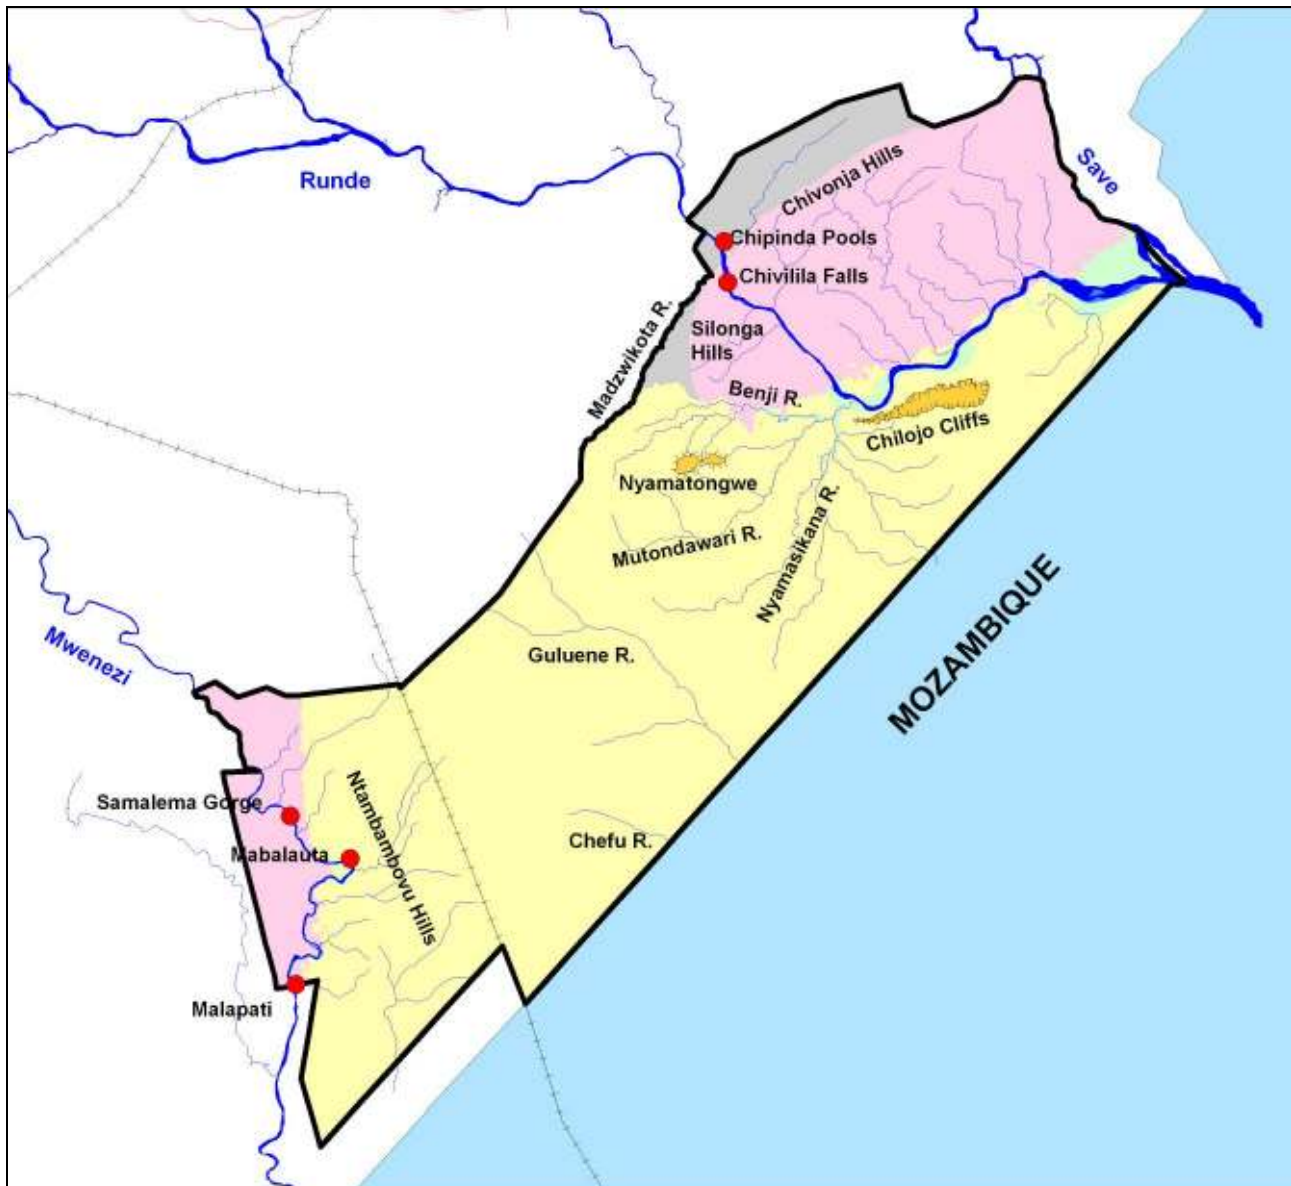 Runde
Save
Chivonja Hills
Chipinda Pools
Chivilila Falls
Silonga
Hills
Madzwikota R.
Benji R.
Chilojo Cliffs
Nyamatongwe
Mutondawari R.
Nyamasikana R.
MOZAMBIQUE
Mwenezi
Guluene R.
Samalema Gorge
Ntambambovu Hills
Mabalauta
Chefu R.
Malapati